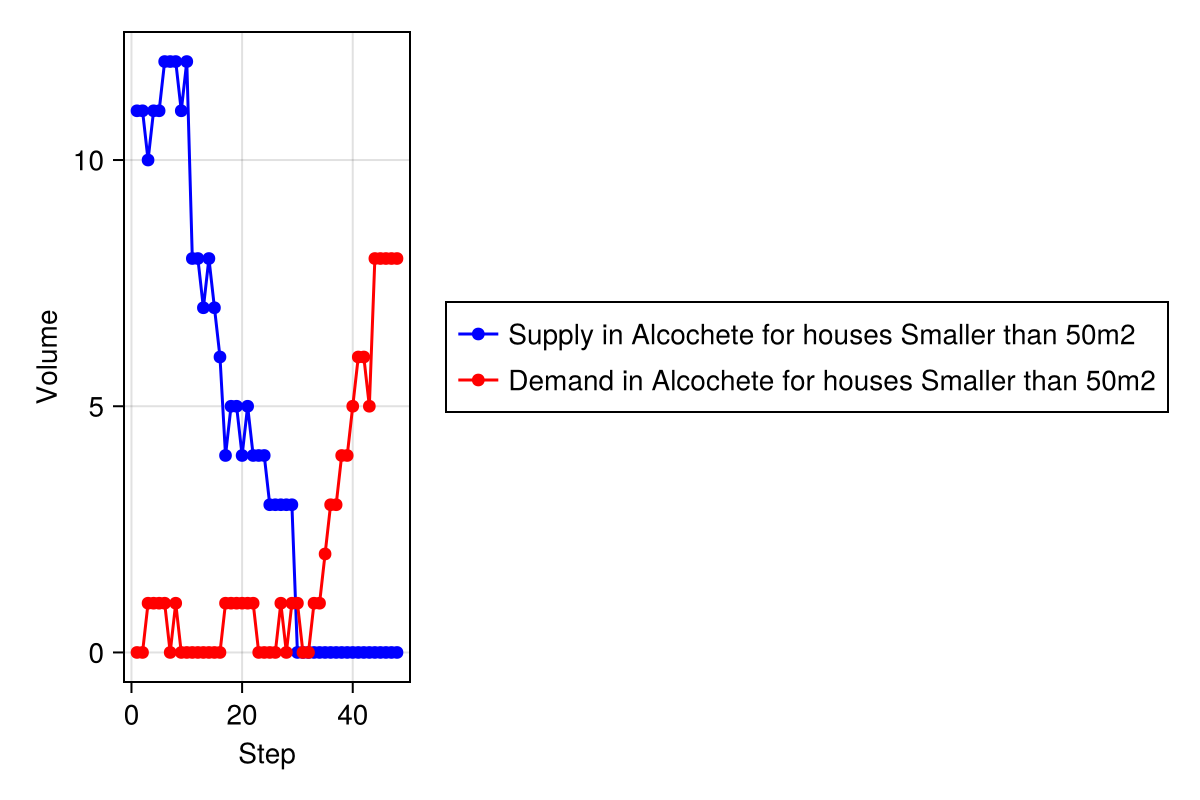 Volume
10
5
0
0 20 40
Step
Supply in Alcochete for houses Smaller than 50m2
Demand in Alcochete for houses Smaller than 50m2